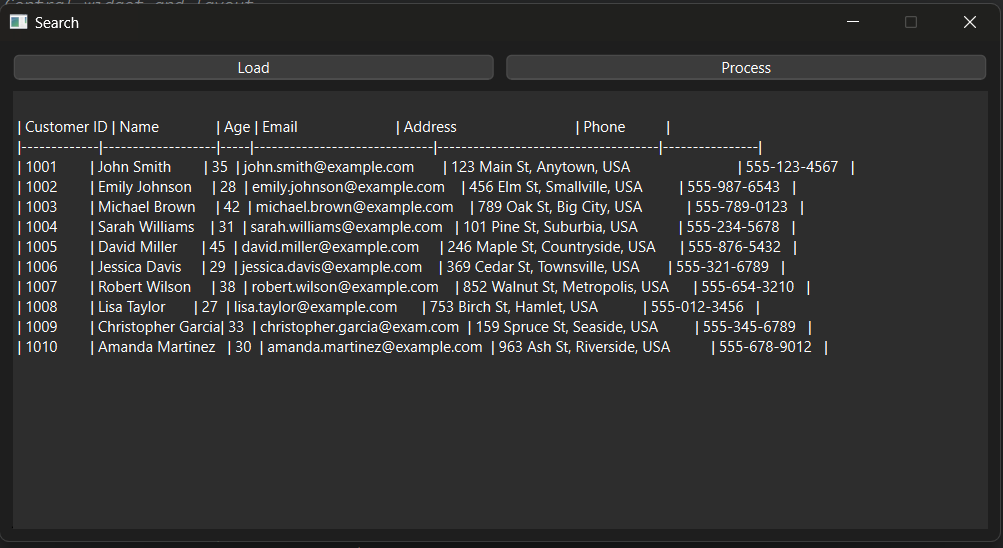 Central widget and layout
Search
Load Process
| Customer ID | Name | Age | Email | Address | Phone |
|-------------|-------------------|-----|------------------------------|-------------------------------------|----------------|
| 1001 | John Smith | 35 | john.smith@example.com | 123 Main St, Anytown, USA | 555-123-4567 |
| 1002 | Emily Johnson | 28 | emily.johnson@example.com | 456 Elm St, Smallville, USA | 555-987-6543 |
| 1003 | Michael Brown | 42 | michael.brown@example.com | 789 Oak St, Big City, USA | 555-789-0123 |
| 1004 | Sarah Williams | 31 | sarah.williams@example.com | 101 Pine St, Suburbia, USA | 555-234-5678 |
| 1005 | David Miller | 45 | david.miller@example.com | 246 Maple St, Countryside, USA | 555-876-5432 |
| 1006 | Jessica Davis | 29 | jessica.davis@example.com | 369 Cedar St, Townsville, USA | 555-321-6789 |
| 1007 | Robert Wilson | 38 | robert.wilson@example.com | 852 Walnut St, Metropolis, USA | 555-654-3210 |
| 1008 | Lisa Taylor | 27 | lisa.taylor@example.com | 753 Birch St, Hamlet, USA | 555-012-3456 |
| 1009 | Christopher Garcia| 33 | christopher.garcia@exam.com | 159 Spruce St, Seaside, USA | 555-345-6789 |
| 1010 | Amanda Martinez | 30 | amanda.martinez@example.com | 963 Ash St, Riverside, USA | 555-678-9012 |